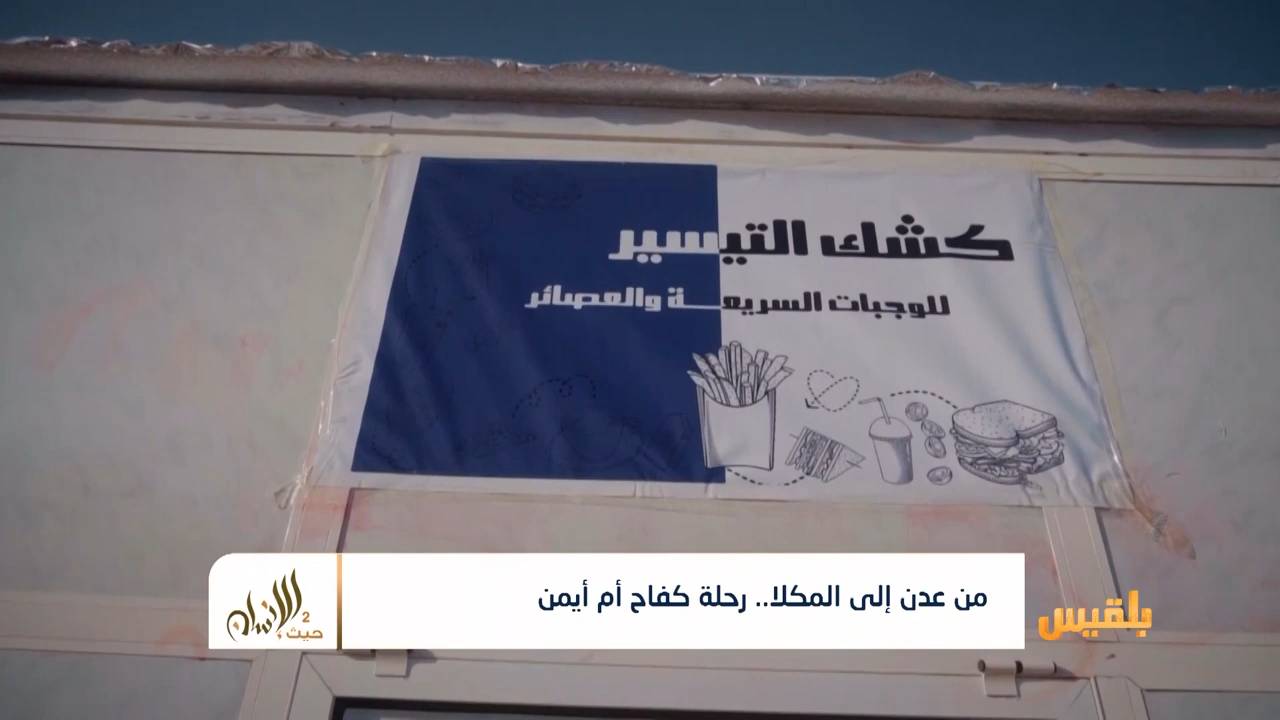 كشك التيسير
للوجبات السريعة والعصائر
من عدن إلى المكلا.. رحلة كفاح أم أيمن
حيث الإنسان 2
بلقيس